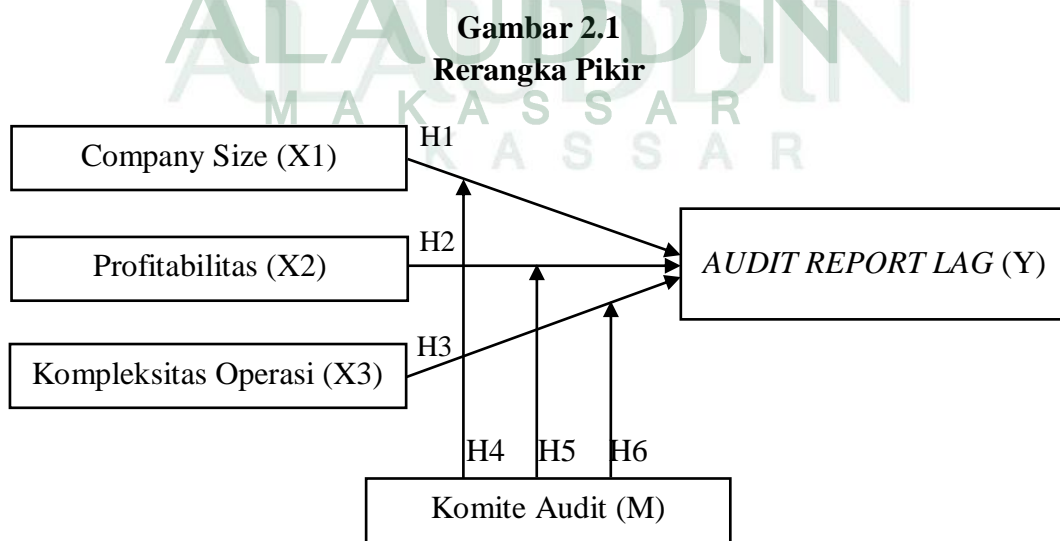 ALAUDDIN
Gambar 2.1
Rerangka Pikir
MAKASSAR
Company Size (X1)
H1
Profitabilitas (X2)
H2
AUDIT REPORT LAG (Y)
Kompleksitas Operasi (X3)
H3
H4
H5
H6
Komite Audit (M)